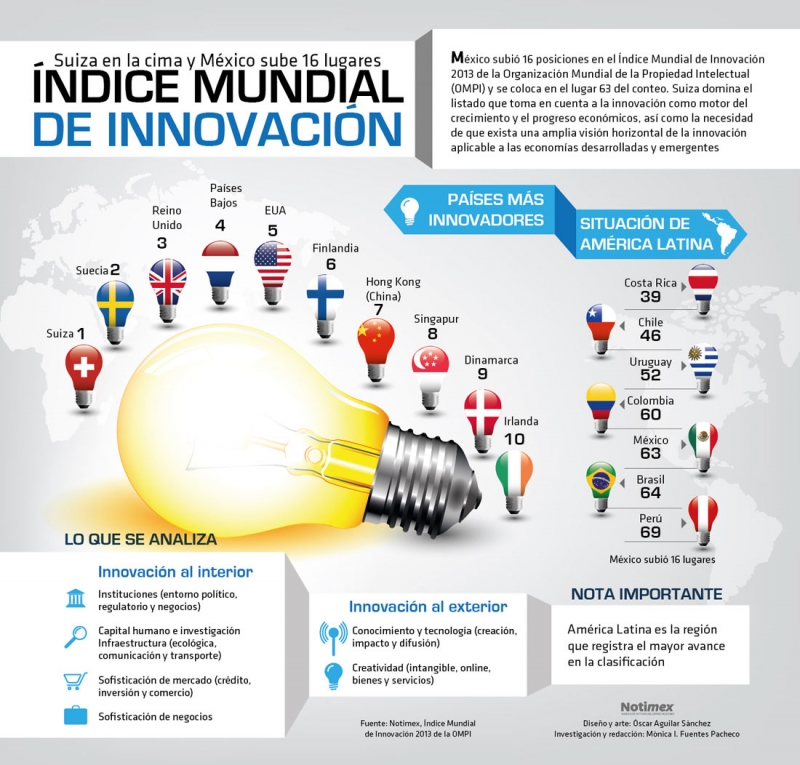 Suiza en la cima y México sube 16 lugares
ÍNDICE MUNDIAL
DE INNOVACIÓN
México subió 16 posiciones en el Índice Mundial de Innovación
2013 de la Organización Mundial de la Propiedad Intelectual
(OMPI) y se coloca en el lugar 63 del conteo. Suiza domina el
listado que toma en cuenta a la innovación como motor del
crecimiento y el progreso económicos, así como la necesidad
de que exista una amplia visión horizontal de la innovación
aplicable a las economías desarrolladas y emergentes
PAÍSES MÁS
INNOVADORES
Suiza 1
Suecia 2
Reino
Unido
3
Países
Bajos
4
EUA
5
Finlandia
6
Hong Kong
(China)
7
Singapur
8
Dinamarca
9
Irlanda
10
SITUACIÓN DE
AMÉRICA LATINA
Costa Rica
39
Chile
46
Uruguay
52
Colombia
60
México
63
Brasil
64
Perú
69
México subió 16 lugares
LO QUE SE ANALIZA
Innovación al interior
Instituciones (entorno político,
regulatorio y negocios)
Capital humano e investigación
Infraestructura (ecológica,
comunicación y transporte)
Sofisticación de mercado (crédito,
inversión y comercio)
Sofisticación de negocios
Innovación al exterior
Conocimiento y tecnología (creación,
impacto y difusión)
Creatividad (intangible, online,
bienes y servicios)
NOTA IMPORTANTE
América Latina es la región
que registra el mayor avance
en la clasificación
Fuente: Notimex, Índice Mundial
de Innovación 2013 de la OMPI
Notimex
Diseño y arte: Óscar Aguilar Sánchez
Investigación y redacción: Mónica I. Fuentes Pacheco